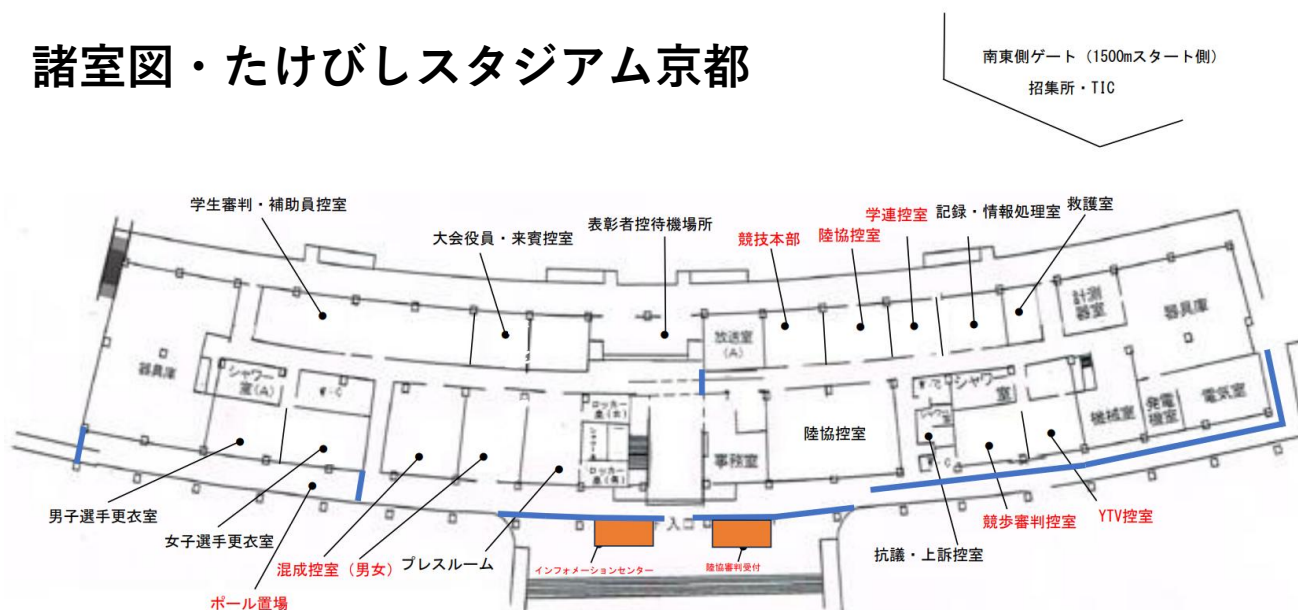 諸室図・たけびしスタジアム京都
南東側ゲート（1500mスタート側）
招集所・TIC
学生審判・補助員控室
大会役員・来賓控室
表彰者控待機場所
競技本部
陸協控室
学連控室
記録・情報処理室
救護室
放送室
(A)
計測
器室
器具庫
器具庫
シャワー
室(A)
W・C
ロッカー
室(女)
ロッカー
室(男)
事務室
陸協控室
W・C
シャワー
室
W・C
機械室
発電
機室
電気室
男子選手更衣室
女子選手更衣室
ポール置場
混成控室（男女）
プレスルーム
入口
インフォメーションセンター
陸協審判受付
抗議・上訴控室
競歩審判控室
YTV控室